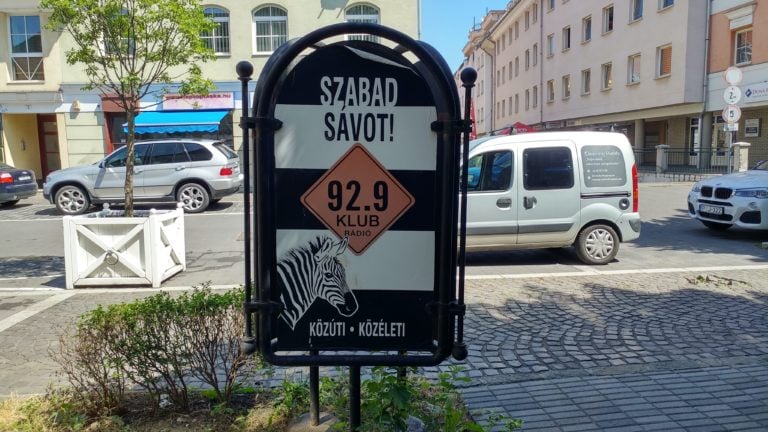 SZABAD
SÁVOT!
92.9
KLUB
RÁDIÓ
KÖZÚTI • KÖZÉLETI